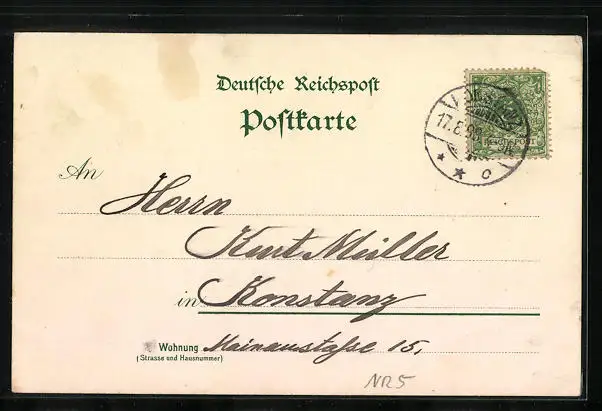 Deutsche Reichspost
Postkarte
17.8.98
REICHSPOST
An Herrn
Kurt Müller
in Konstanz
Wohnung Mainaustaße 15.
(Strasse und Hausnummer)
NR5